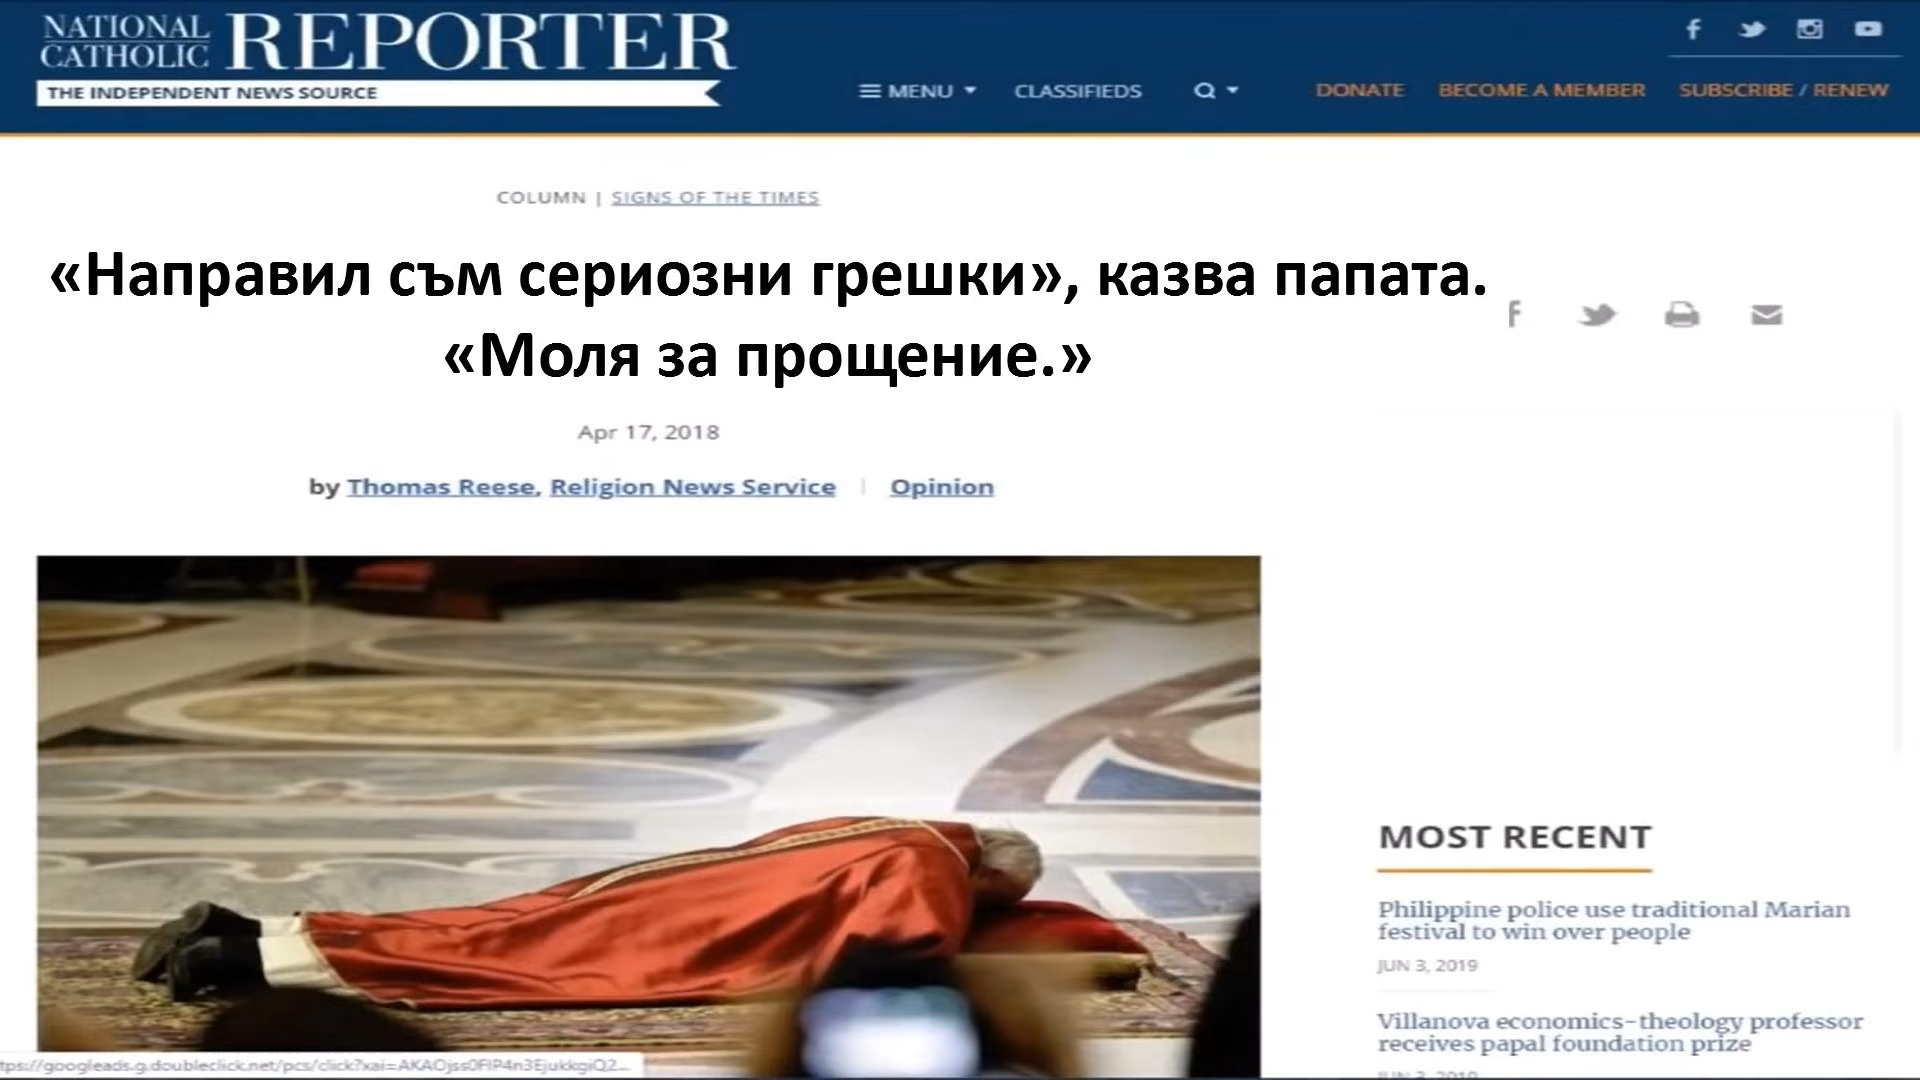 NATIONAL
CATHOLIC
REPORTER
THE INDEPENDENT NEWS SOURCE
MENU
CLASSIFIEDS
DONATE
BECOME A MEMBER
SUBSCRIBE / RENEW
COLUMN | SIGNS OF THE TIMES
«Направил съм сериозни грешки», казва папата.
«Моля за прощение.»
Apr 17, 2018
by Thomas Reese, Religion News Service | Opinion
MOST RECENT
Philippine police use traditional Marian
festival to win over people
JUN 3, 2019
Villanova economics-theology professor
receives papal foundation prize
JUN 3, 2019